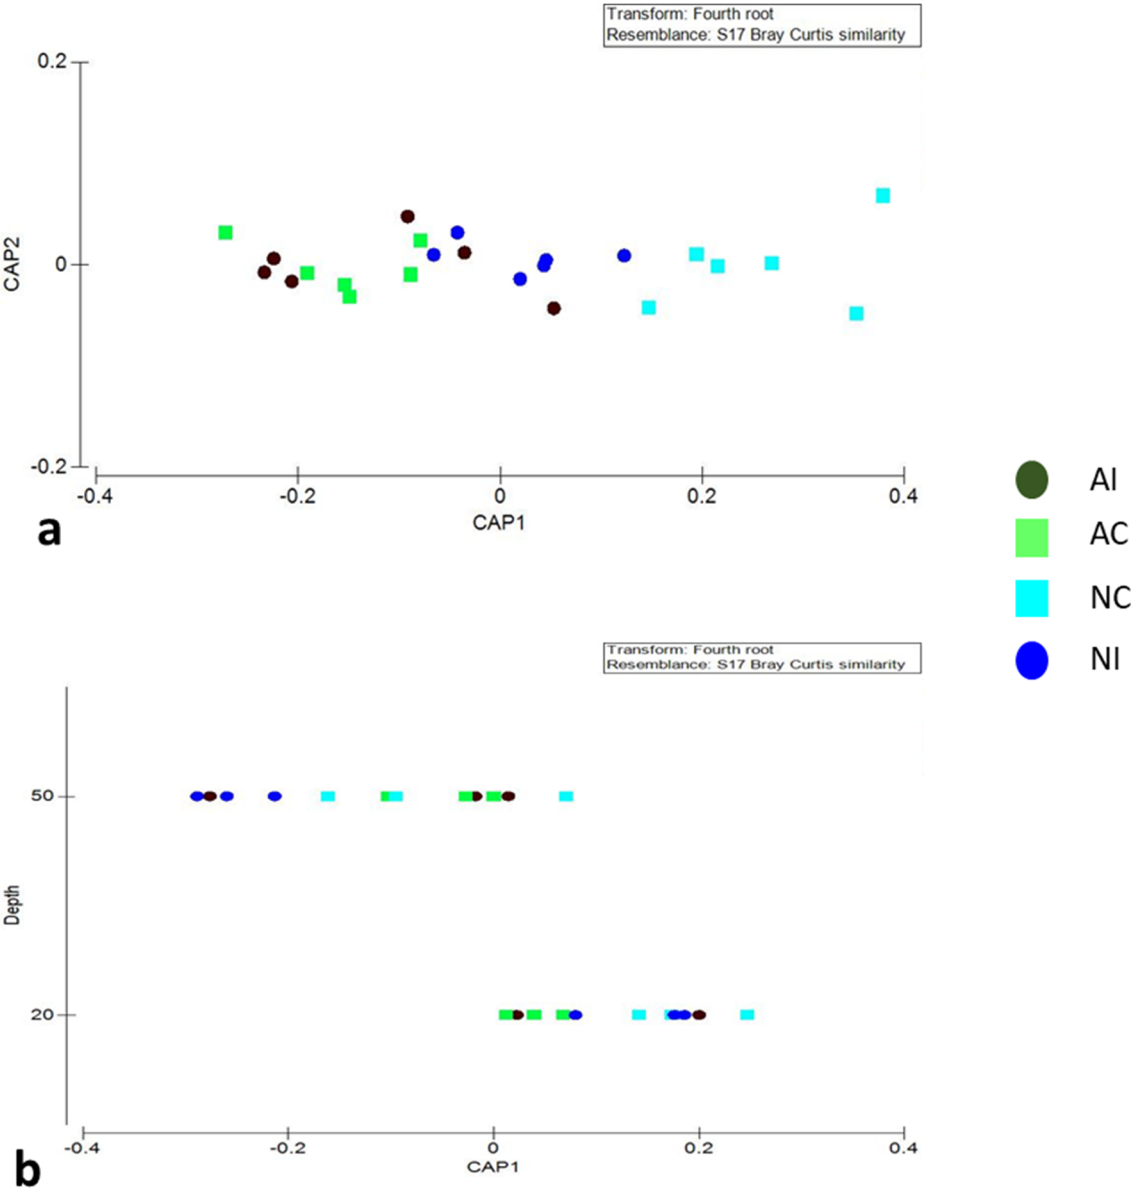 Transform: Fourth root
Resemblance: S17 Bray Curtis similarity
0.2
0
-0.2
CAP2
-0.4 -0.2 0 0.2 0.4
CAP1
a
AI
AC
NC
NI
Transform: Fourth root
Resemblance: S17 Bray Curtis similarity
50
20
Depth
-0.4 -0.2 0 0.2 0.4
CAP1
b